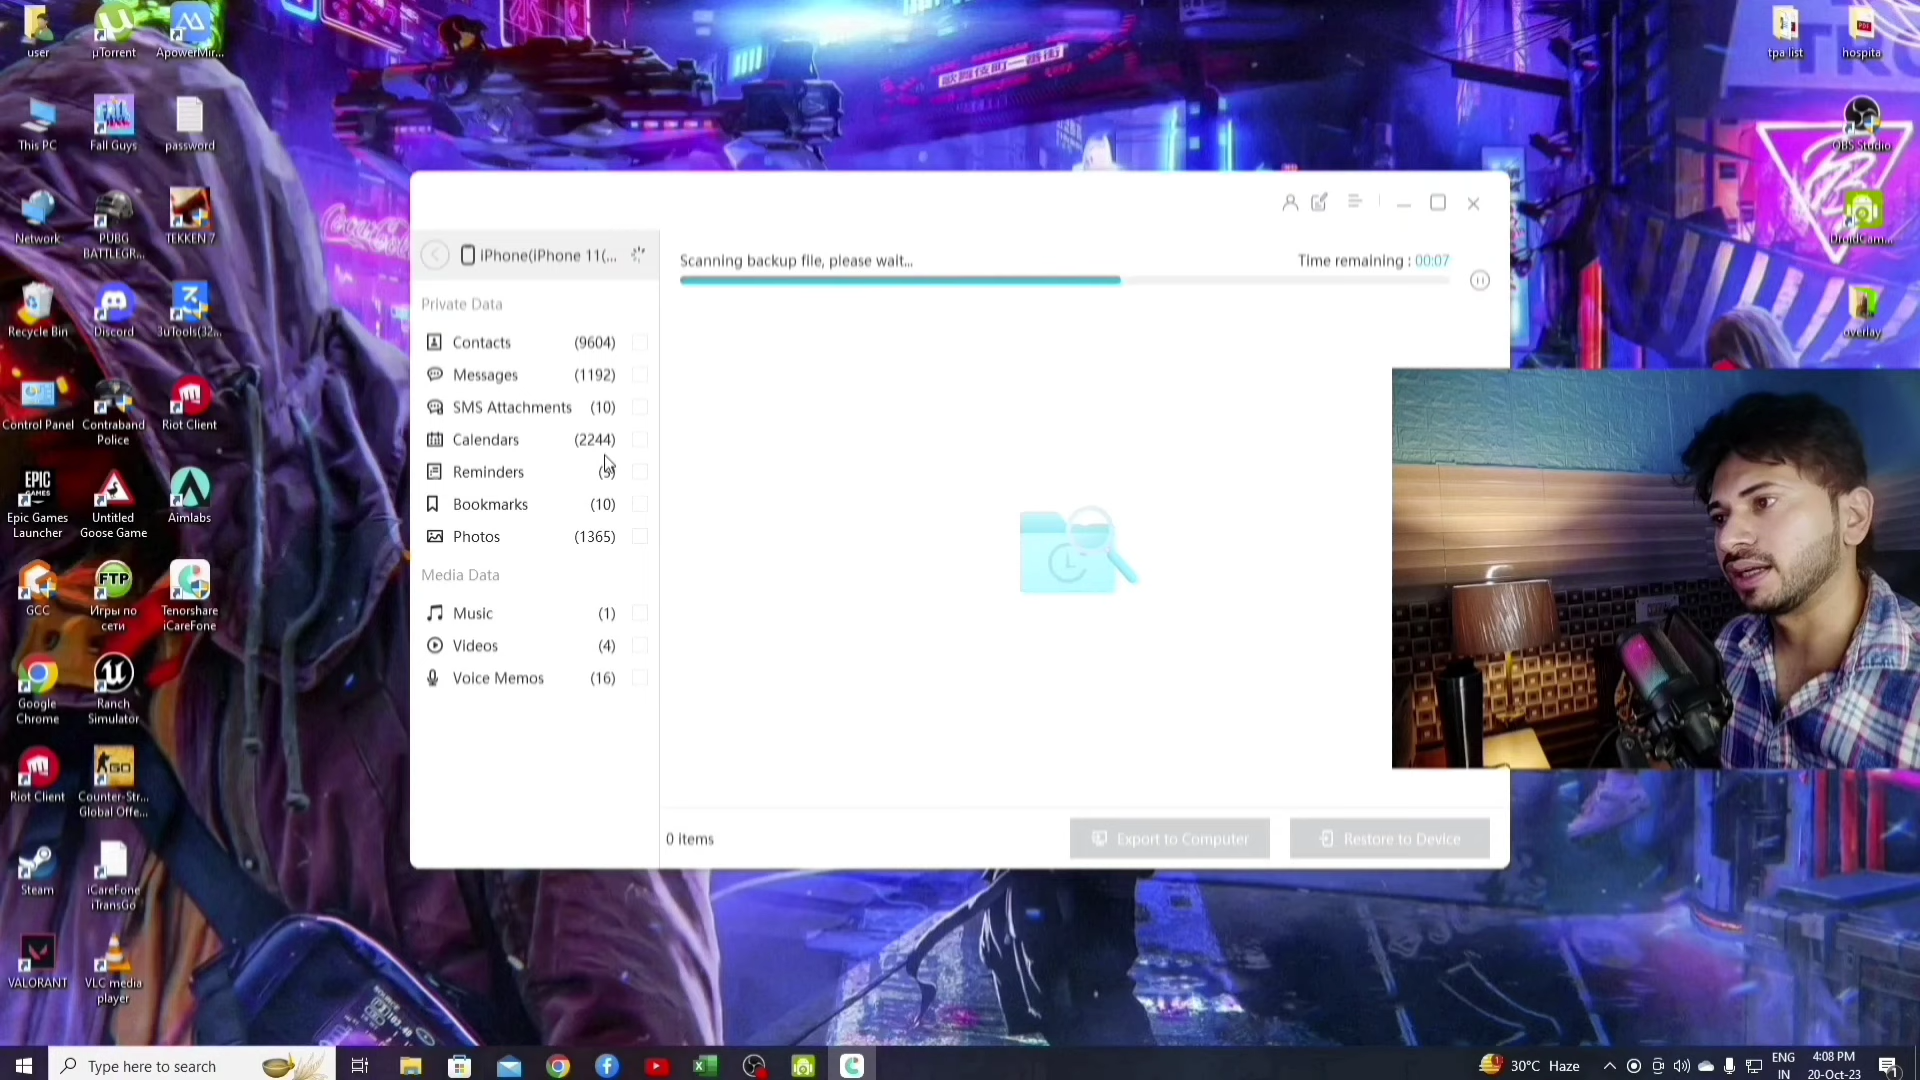 user
µTorrent
ApowerMir...
tpa list
hospita
This PC
Fall Guys
password
OBS Studio
Network
PUBG
BATTLEGR...
TEKKEN 7
DroidCam...
Recycle Bin
Discord
3uTools(32...
overlay
Control Panel
Contraband
Police
Riot Client
Epic Games
Launcher
Untitled
Goose Game
Aimlabs
GCC
FTP
Игры по
сети
Tenorshare
iCareFone
Google
Chrome
Ranch
Simulator
Riot Client
Counter-Str...
Global Offe...
Steam
iCareFone
iTransGo
VALORANT
VLC media
player
iPhone(iPhone 11(...
Scanning backup file, please wait...
Time remaining : 00:07
Private Data
Contacts (9604)
Messages (1192)
SMS Attachments (10)
Calendars (2244)
Reminders
Bookmarks (10)
Photos (1365)
Media Data
Music (1)
Videos (4)
Voice Memos (16)
0 items
Export to Computer
Restore to Device
Type here to search
30°C Haze
ENG
IN
4:08 PM
20-Oct-23